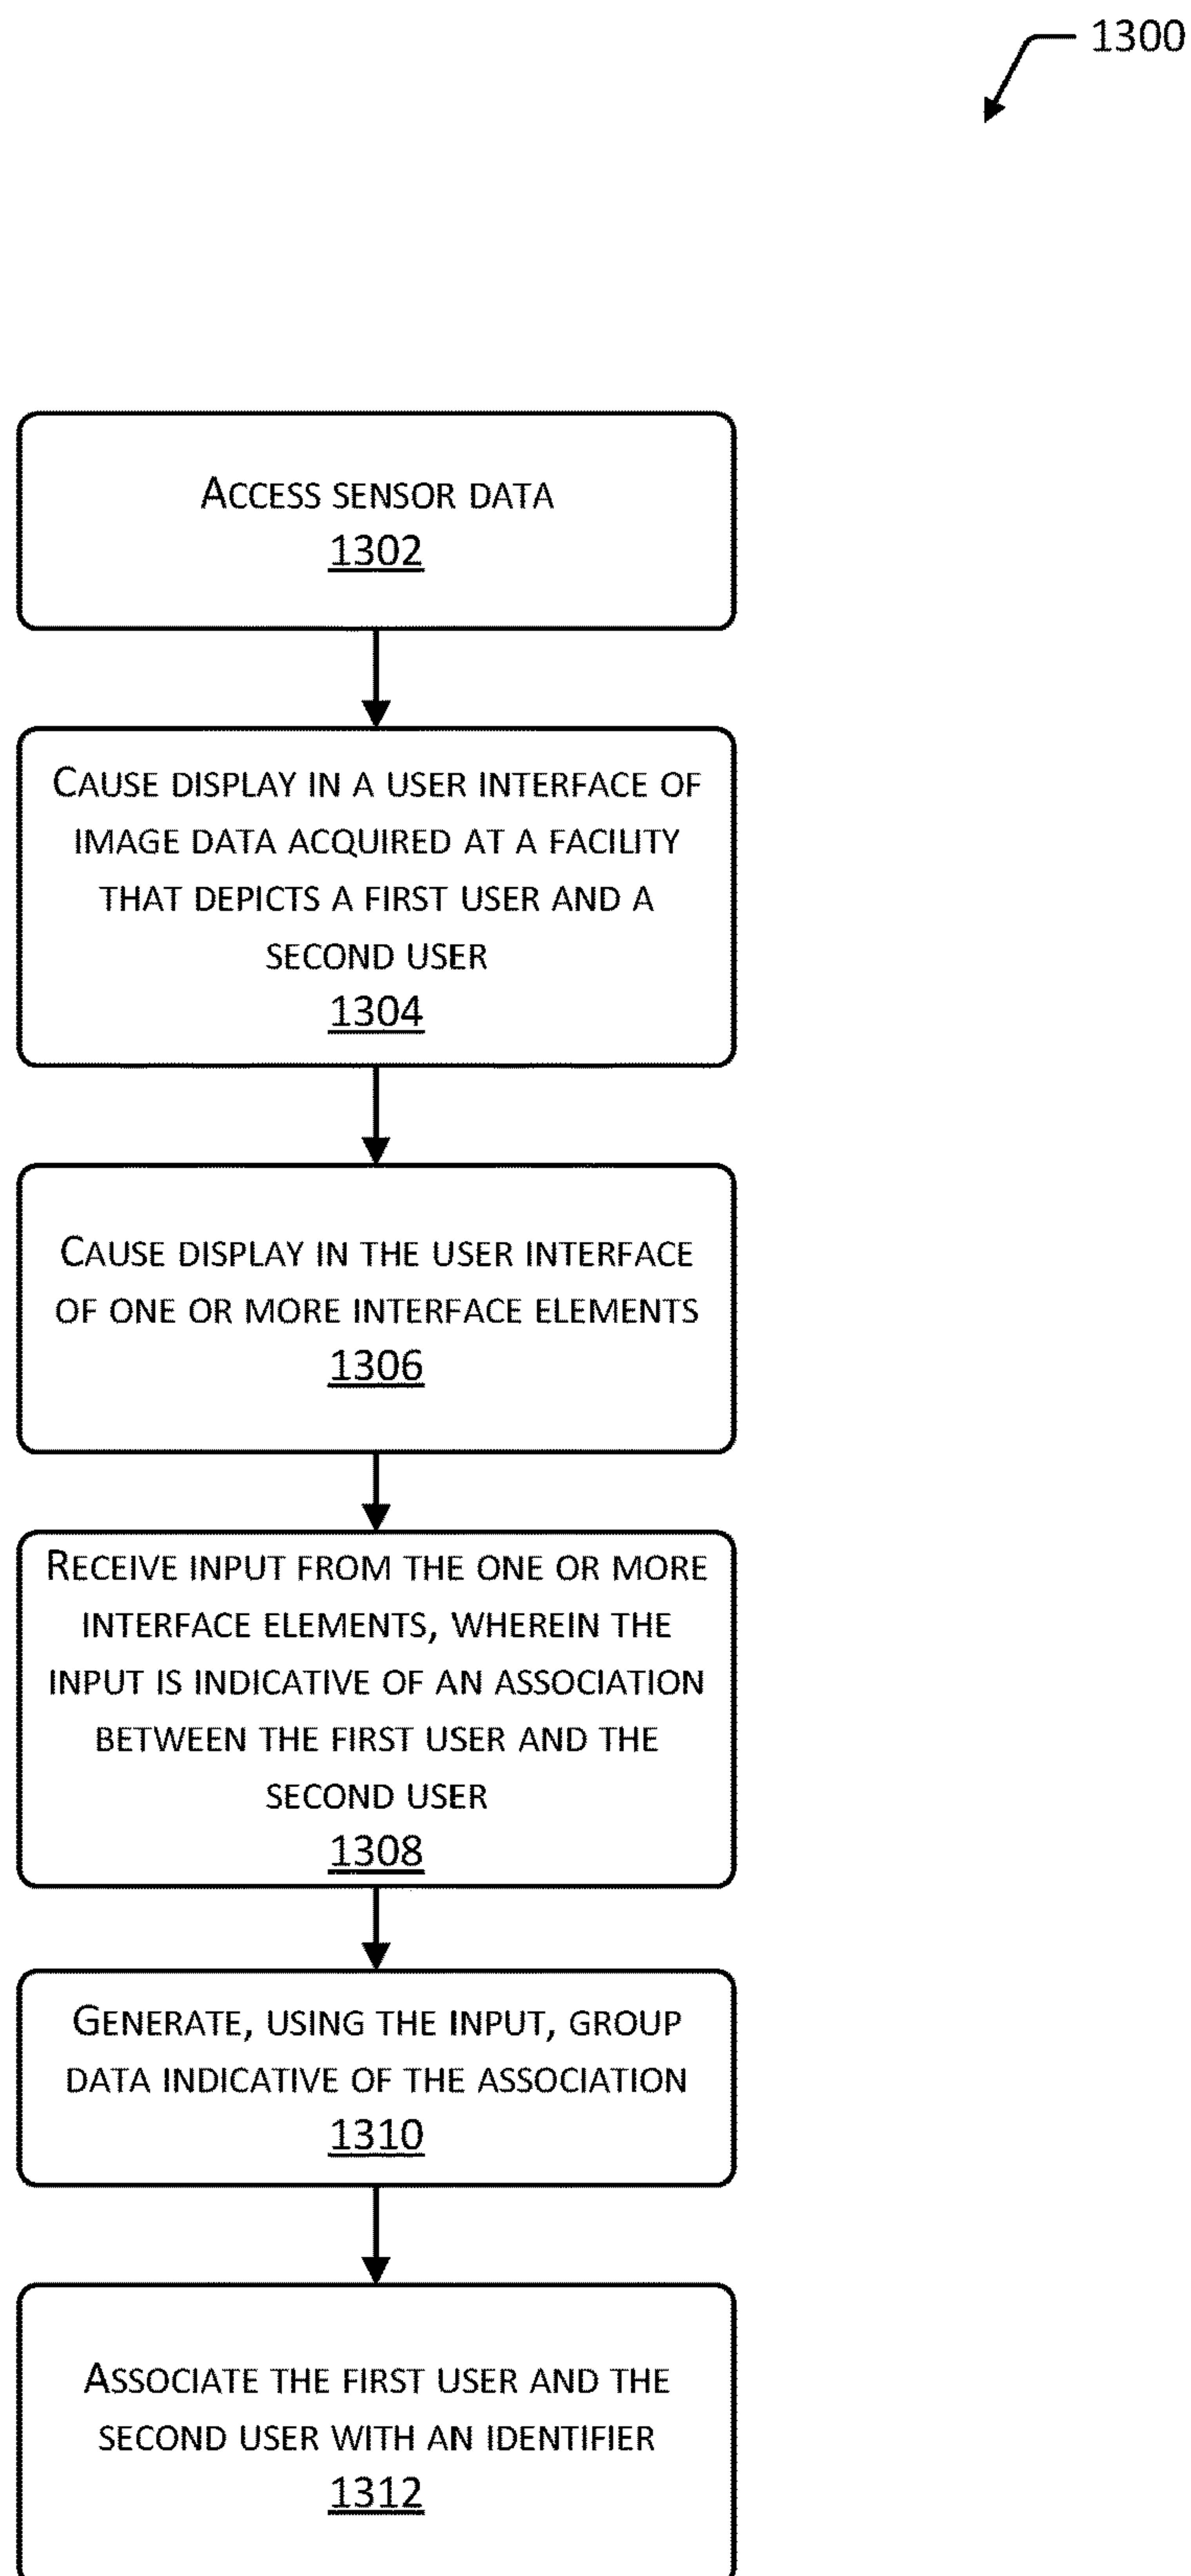 1300
ACCESS SENSOR DATA
1302
CAUSE DISPLAY IN A USER INTERFACE OF
IMAGE DATA ACQUIRED AT A FACILITY
THAT DEPICTS A FIRST USER AND A
SECOND USER
1304
CAUSE DISPLAY IN THE USER INTERFACE
OF ONE OR MORE INTERFACE ELEMENTS
1306
RECEIVE INPUT FROM THE ONE OR MORE
INTERFACE ELEMENTS, WHEREIN THE
INPUT IS INDICATIVE OF AN ASSOCIATION
BETWEEN THE FIRST USER AND THE
SECOND USER
1308
GENERATE, USING THE INPUT, GROUP
DATA INDICATIVE OF THE ASSOCIATION
1310
ASSOCIATE THE FIRST USER AND THE
SECOND USER WITH AN IDENTIFIER
1312